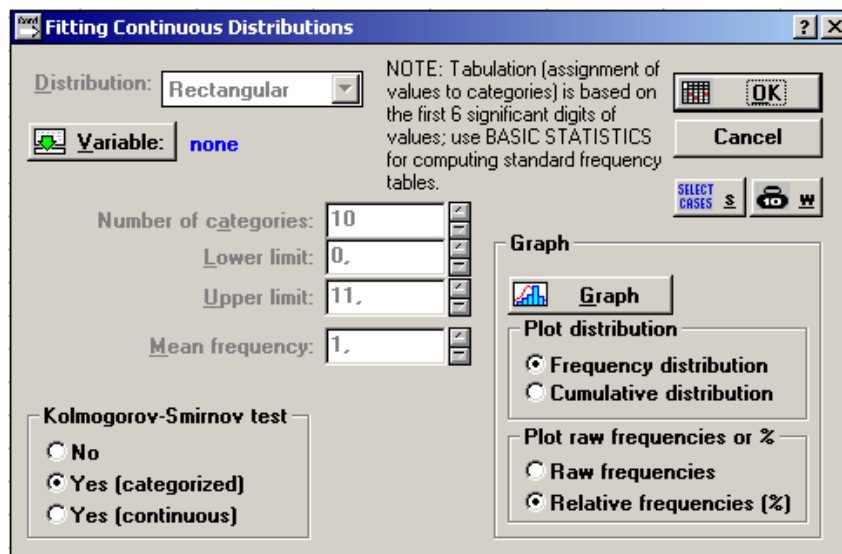 Fitting Continuous Distributions
Distribution:
Rectangular
Variable:
none
NOTE: Tabulation (assignment of
values to categories) is based on
the first 6 significant digits of
values; use BASIC STATISTICS
for computing standard frequency
tables.
OK
Cancel
SELECT
CASES
S
W
Number of categories:
10
Lower limit:
0,
Upper limit:
11,
Mean frequency:
1,
Kolmogorov-Smirnov test
No
Yes (categorized)
Yes (continuous)
Graph
Graph
Plot distribution
Frequency distribution
Cumulative distribution
Plot raw frequencies or %
Raw frequencies
Relative frequencies (%)